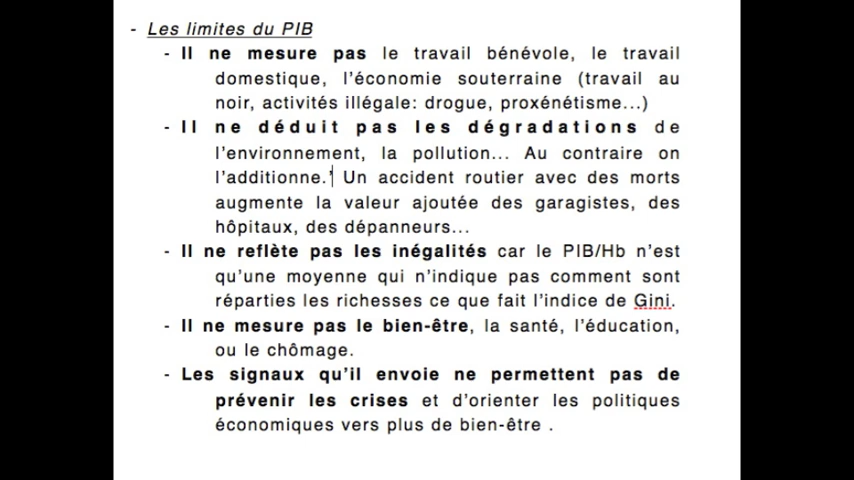 - Les limites du PIB
- Il ne mesure pas le travail bénévole, le travail
domestique, l'économie souterraine (travail au
noir, activités illégale: drogue, proxénétisme...)
- Il ne déduit pas les dégradations de
l'environnement, la pollution... Au contraire on
l'additionne.' Un accident routier avec des morts
augmente la valeur ajoutée des garagistes, des
hôpitaux, des dépanneurs...
- Il ne reflète pas les inégalités car le PIB/Hb n'est
qu'une moyenne qui n'indique pas comment sont
réparties les richesses ce que fait l'indice de Gini.
- Il ne mesure pas le bien-être, la santé, l'éducation,
ou le chômage.
- Les signaux qu'il envoie ne permettent pas de
prévenir les crises et d'orienter les politiques
économiques vers plus de bien-être .